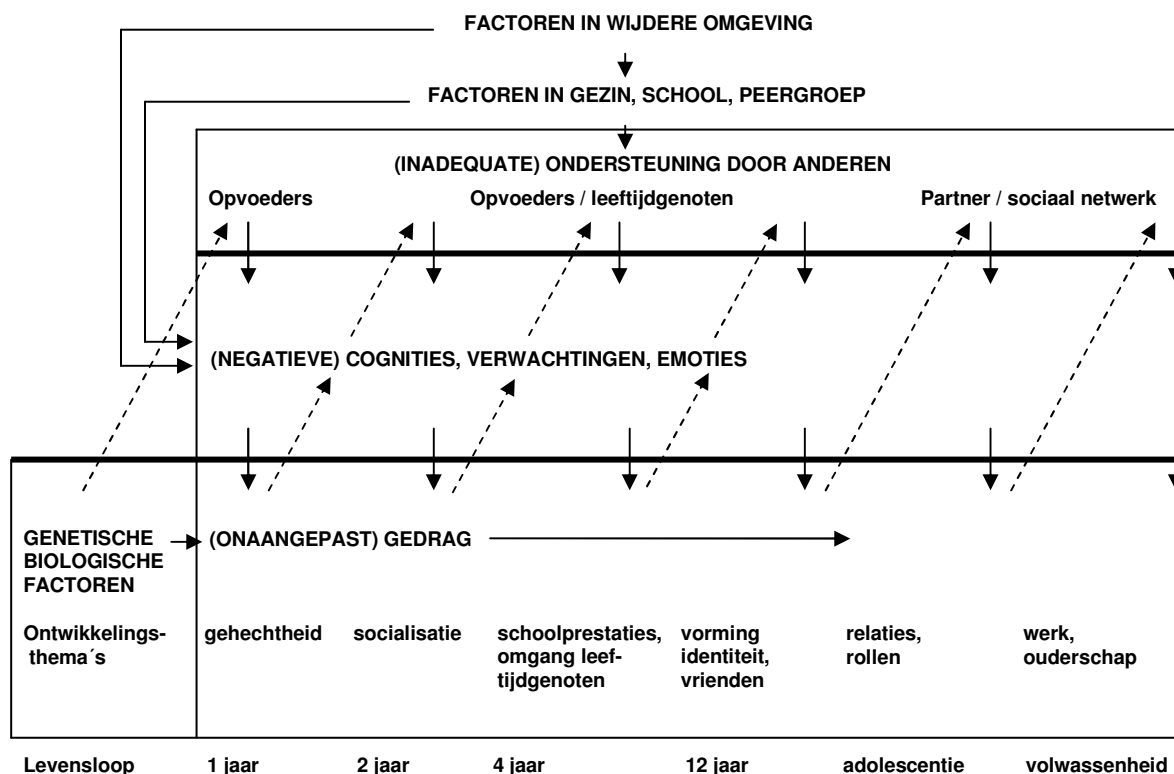 FACTOREN IN WIJDERE OMGEVING
FACTOREN IN GEZIN, SCHOOL, PEERGROEP
(INADEQUATE) ONDERSTEUNING DOOR ANDEREN
Opvoeders
Opvoeders / leeftijdgenoten
Partner / sociaal netwerk
(NEGATIEVE) COGNITIES, VERWACHTINGEN, EMOTIES
GENETISCHE
BIOLOGISCHE
FACTOREN
(ONAANGEPAST) GEDRAG
Ontwikkelings-
thema´s
gehechtheid
socialisatie
schoolprestaties,
omgang leef-
tijdgenoten
vorming
identiteit,
vrienden
relaties,
rollen
werk,
ouderschap
Levensloop
1 jaar
2 jaar
4 jaar
12 jaar
adolescentie
volwassenheid